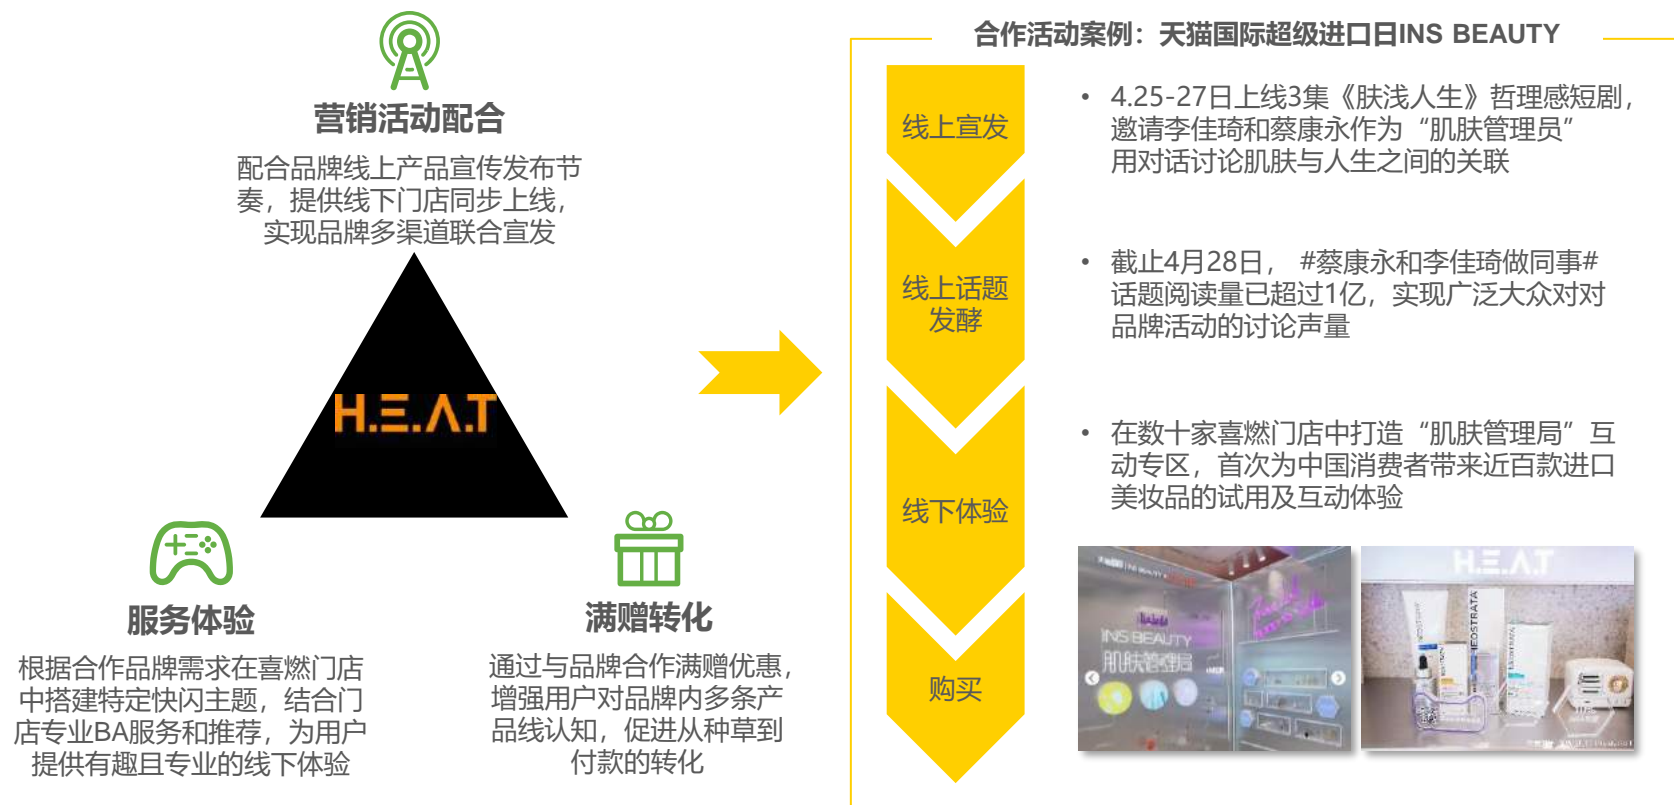 营销活动配合
配合品牌线上产品宣传发布节
奏，提供线下门店同步上线，
实现品牌多渠道联合宣发
H.E.A.T
服务体验
根据合作品牌需求在喜燃门店
中搭建特定快闪主题，结合门
店专业BA服务和推荐，为用户
提供有趣且专业的线下体验
满赠转化
通过与品牌合作满赠优惠，
增强用户对品牌内多条产
品线认知，促进从种草到
付款的转化
合作活动案例：天猫国际超级进口日INS BEAUTY
线上宣发
• 4.25-27日上线3集《肤浅人生》哲理感短剧，
邀请李佳琦和蔡康永作为“肌肤管理员”
用对话讨论肌肤与人生之间的关联
线上话题
发酵
• 截止4月28日， #蔡康永和李佳琦做同事#
话题阅读量已超过1亿，实现广泛大众对对
品牌活动的讨论声量
线下体验
• 在数十家喜燃门店中打造“肌肤管理局”互
动专区，首次为中国消费者带来近百款进口
美妆品的试用及互动体验
购买
INS BEAUTY
肌肤管理局
H.E.A.T
NEOSTRATA